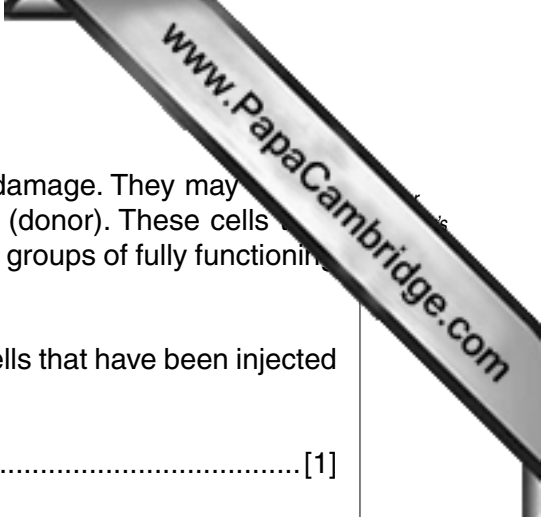 www.PapaCambridge.com
damage. They may
(donor). These cells
groups of fully functioning
ells that have been injected
[1]